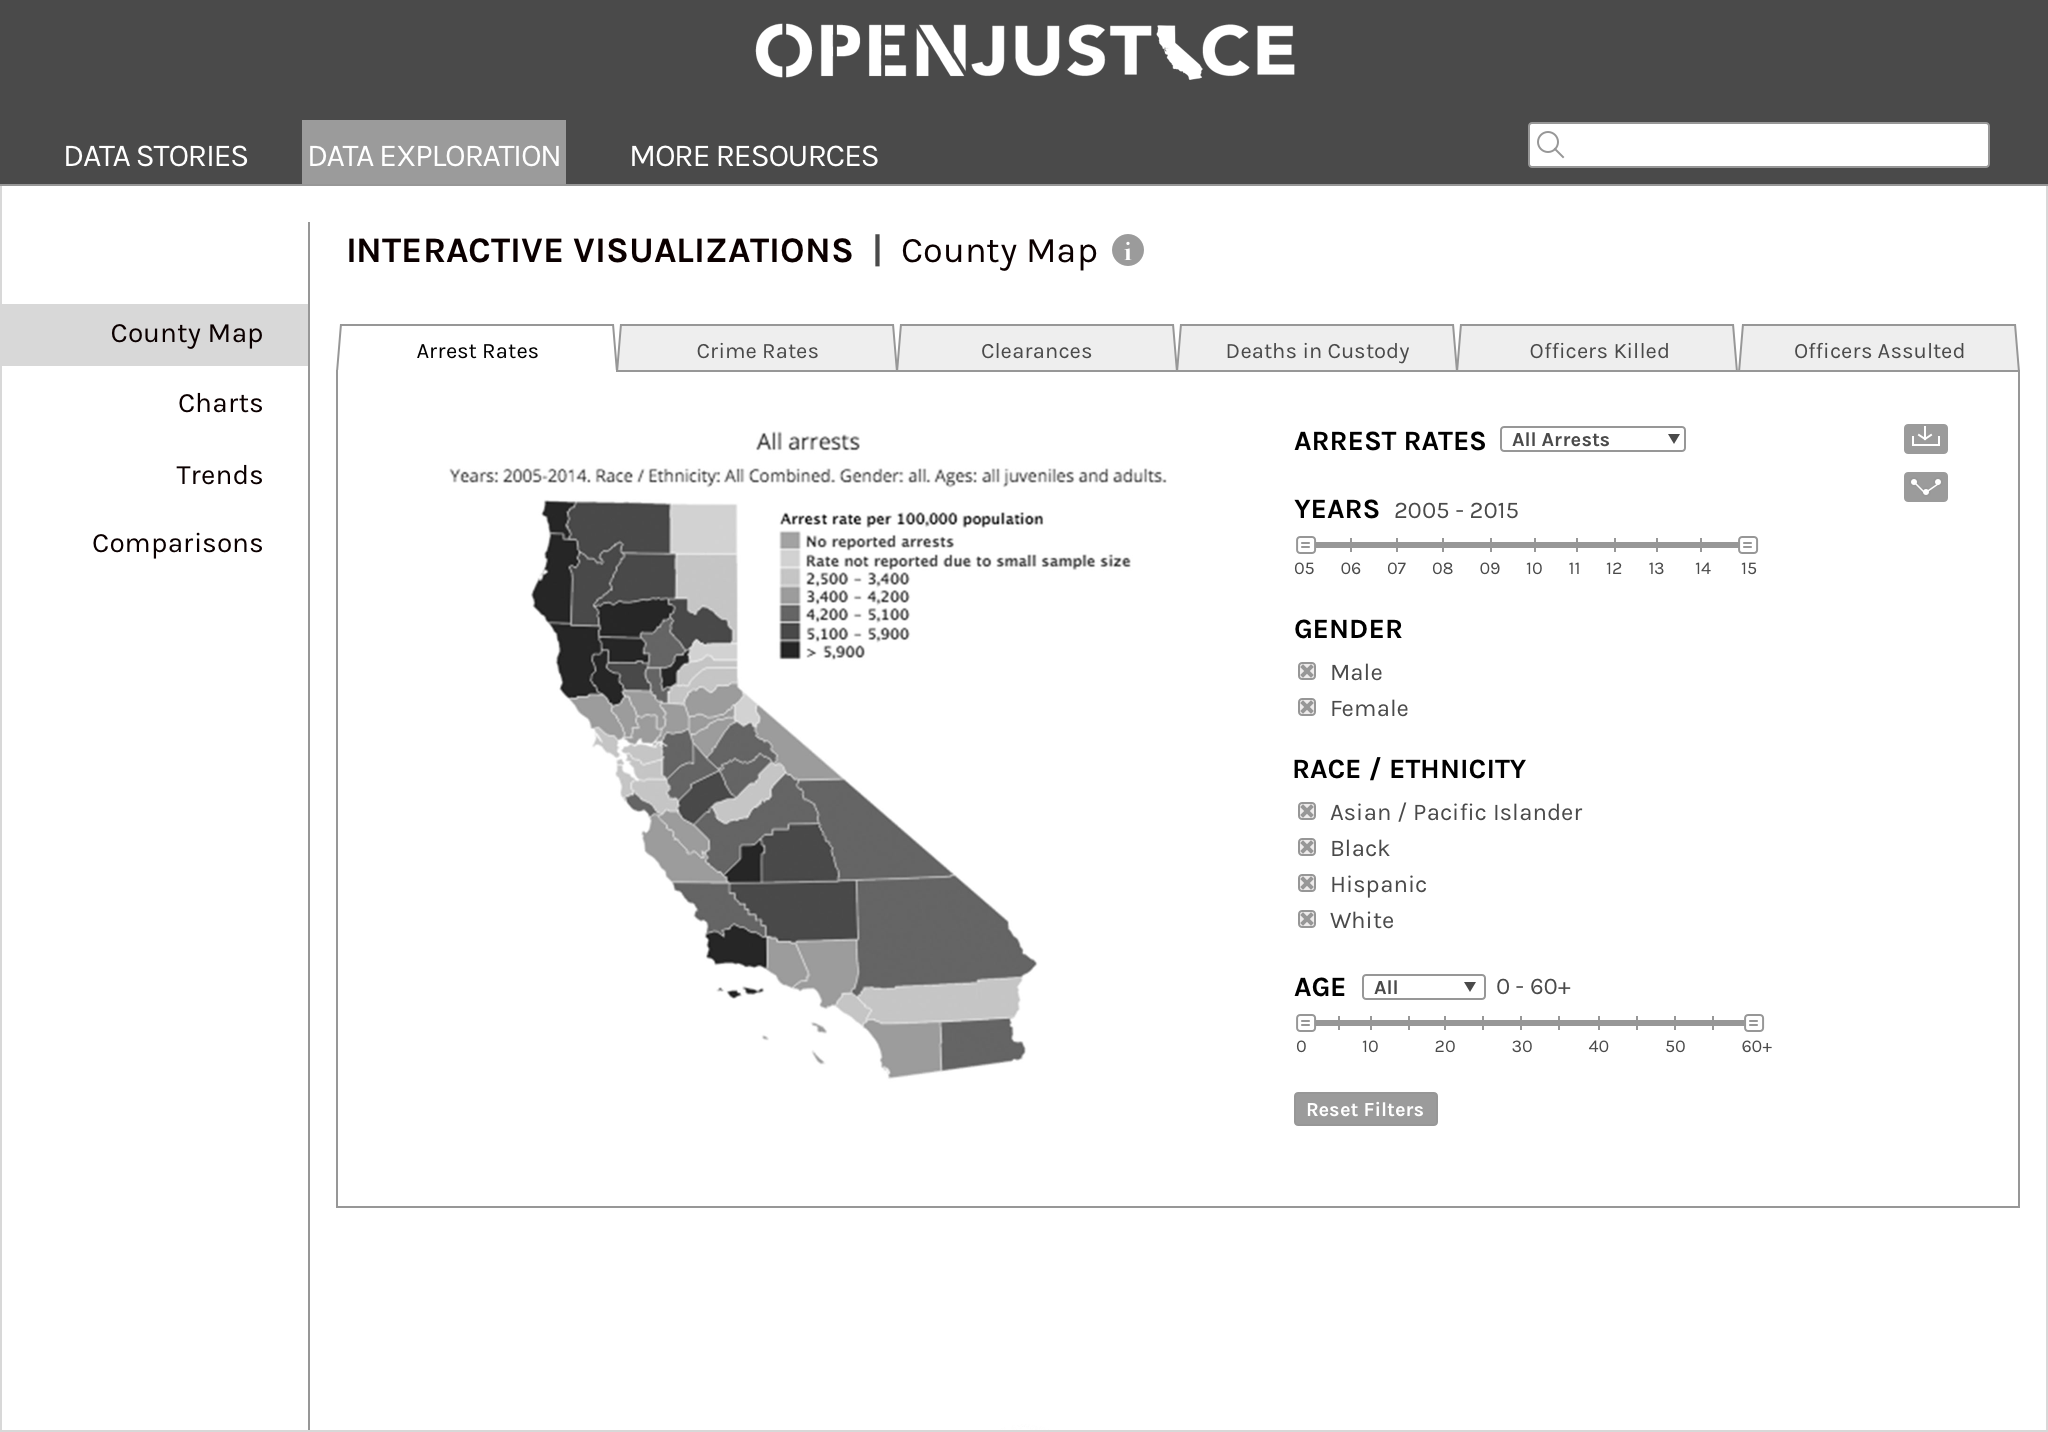 OPENJUSTICE
DATA STORIES
DATA EXPLORATION
MORE RESOURCES
INTERACTIVE VISUALIZATIONS | County Map i
County Map
Charts
Trends
Comparisons
Arrest Rates
Crime Rates
Clearances
Deaths in Custody
Officers Killed
Officers Assulted
All arrests
Years: 2005-2014. Race / Ethnicity: All Combined. Gender: all. Ages: all juveniles and adults.
Arrest rate per 100,000 population
No reported arrests
Rate not reported due to small sample size
2,500 - 3,400
3,400 - 4,200
4,200 - 5,100
5,100 - 5,900
> 5,900
ARREST RATES All Arrests
YEARS 2005 - 2015
05 06 07 08 09 10 11 12 13 14 15
GENDER
Male
Female
RACE / ETHNICITY
Asian / Pacific Islander
Black
Hispanic
White
AGE All 0 - 60+
0 10 20 30 40 50 60+
Reset Filters